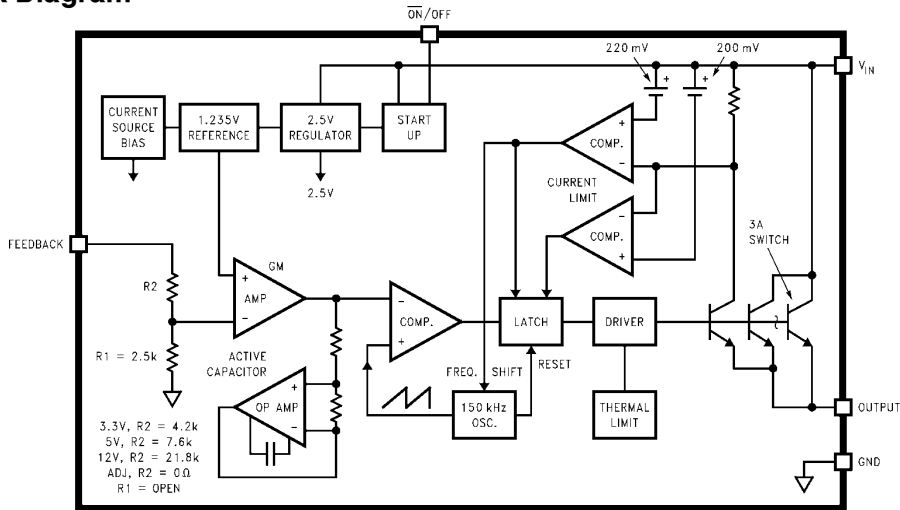 k Diagram
ON/OFF
220 mV
200 mV
+
+
VIN
CURRENT
SOURCE
BIAS
1.235V
REFERENCE
2.5V
REGULATOR
START
UP
+
COMP.
−
2.5V
CURRENT
LIMIT
−
COMP.
+
FEEDBACK
3A
SWITCH
GM
R2
+
AMP
−
−
COMP.
+
LATCH
DRIVER
R1 = 2.5k
ACTIVE
CAPACITOR
FREQ. SHIFT
RESET
+
OP AMP
−
150 kHz
OSC.
THERMAL
LIMIT
OUTPUT
3.3V, R2 = 4.2k
5V, R2 = 7.6k
12V, R2 = 21.8k
ADJ, R2 = 0Ω
R1 = OPEN
GND